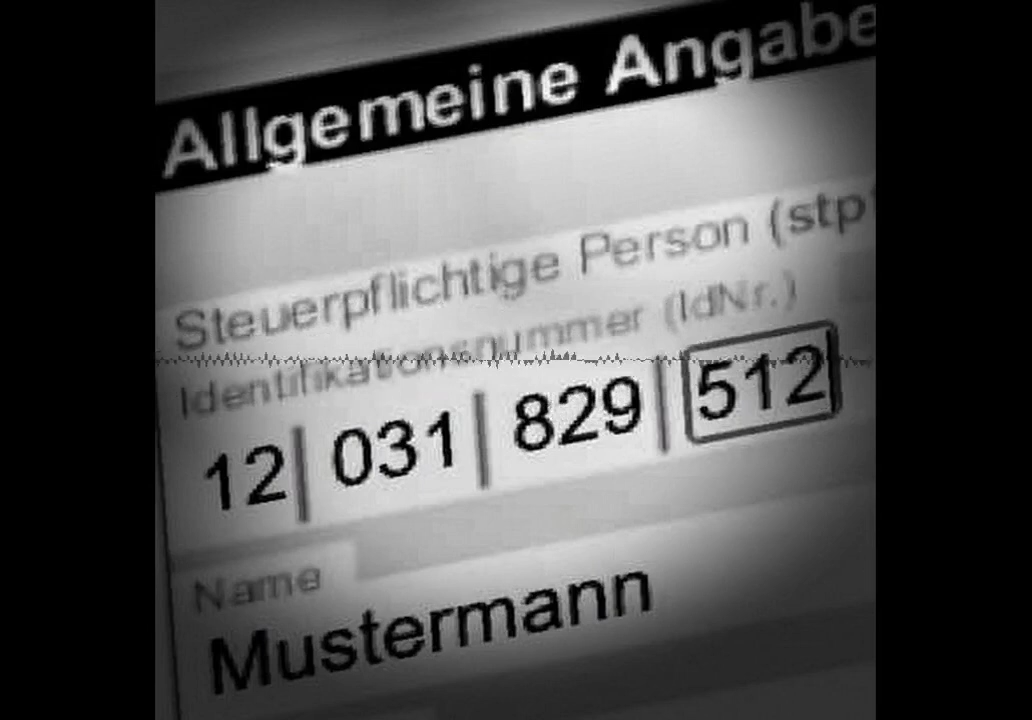 Allgemeine Angabe
Steuerpflichtige Person (stp
Identifikationsnummer (IdNr.)
12 | 031 | 829 | 512
Name
Mustermann